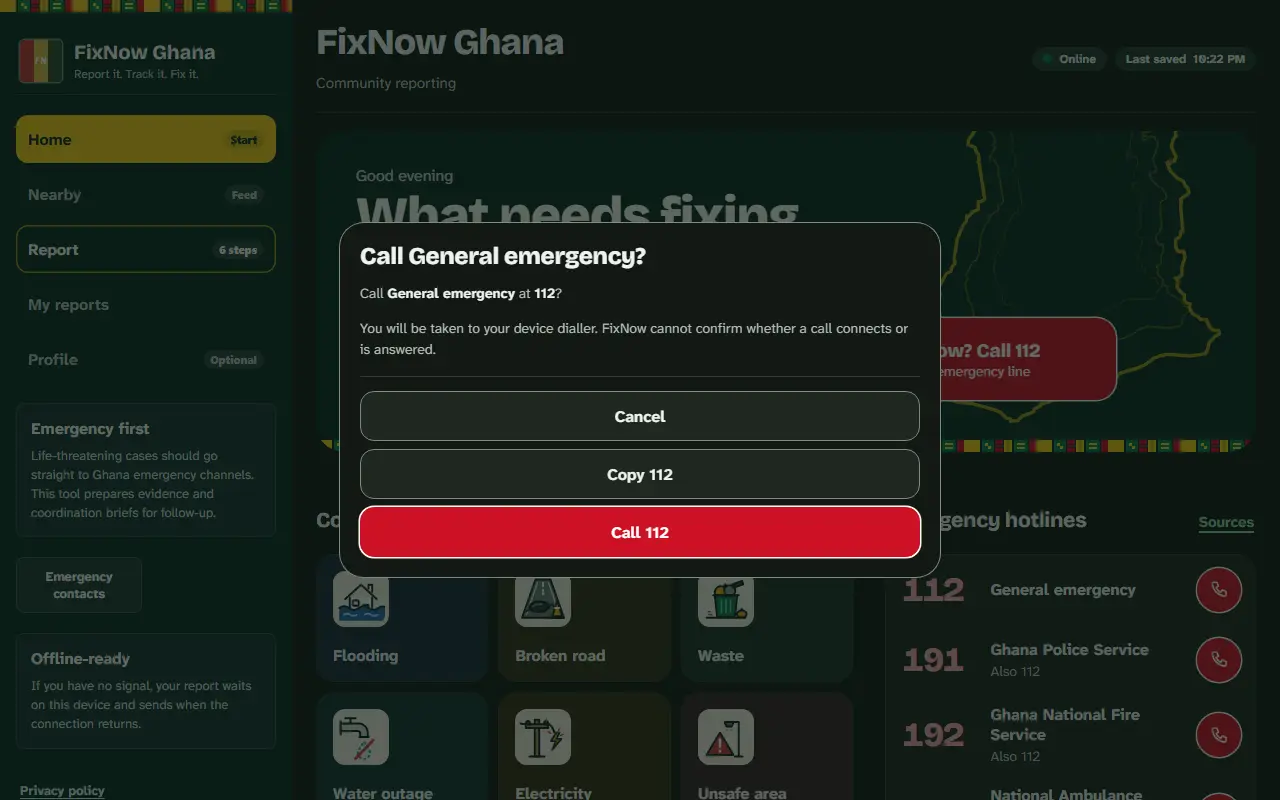 FN
FixNow Ghana
Report it. Track it. Fix it.
Home
Start
Nearby
Feed
Report
6 steps
My reports
Profile
Optional
Emergency first
Life-threatening cases should go
straight to Ghana emergency channels.
This tool prepares evidence and
coordination briefs for follow-up.
Emergency
contacts
Offline-ready
If you have no signal, your report waits
on this device and sends when the
connection returns.
Privacy policy
FixNow Ghana
Community reporting
Online
Last saved 10:22 PM
Good evening
What needs fixing
Call 112
emergency line
Call General emergency?
Call General emergency at 112?
You will be taken to your device dialler. FixNow cannot confirm whether a call connects or
is answered.
Cancel
Copy 112
Call 112
Flooding
Broken road
Waste
Water outage
Electricity
Unsafe area
hotlines
Sources
112
General emergency
191
Ghana Police Service
Also 112
192
Ghana National Fire
Service
Also 112
National Ambulance